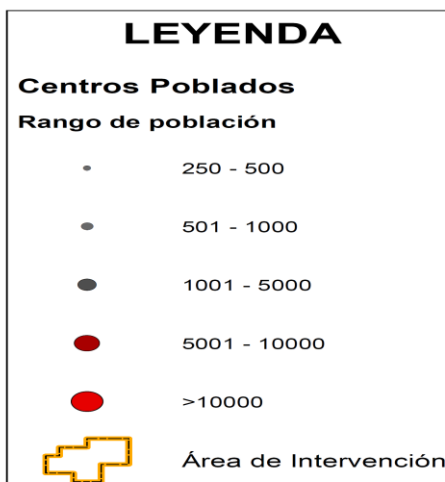 LEYENDA
Centros Poblados
Rango de población
250 - 500
501 - 1000
1001 - 5000
5001 - 10000
>10000
Área de Intervención